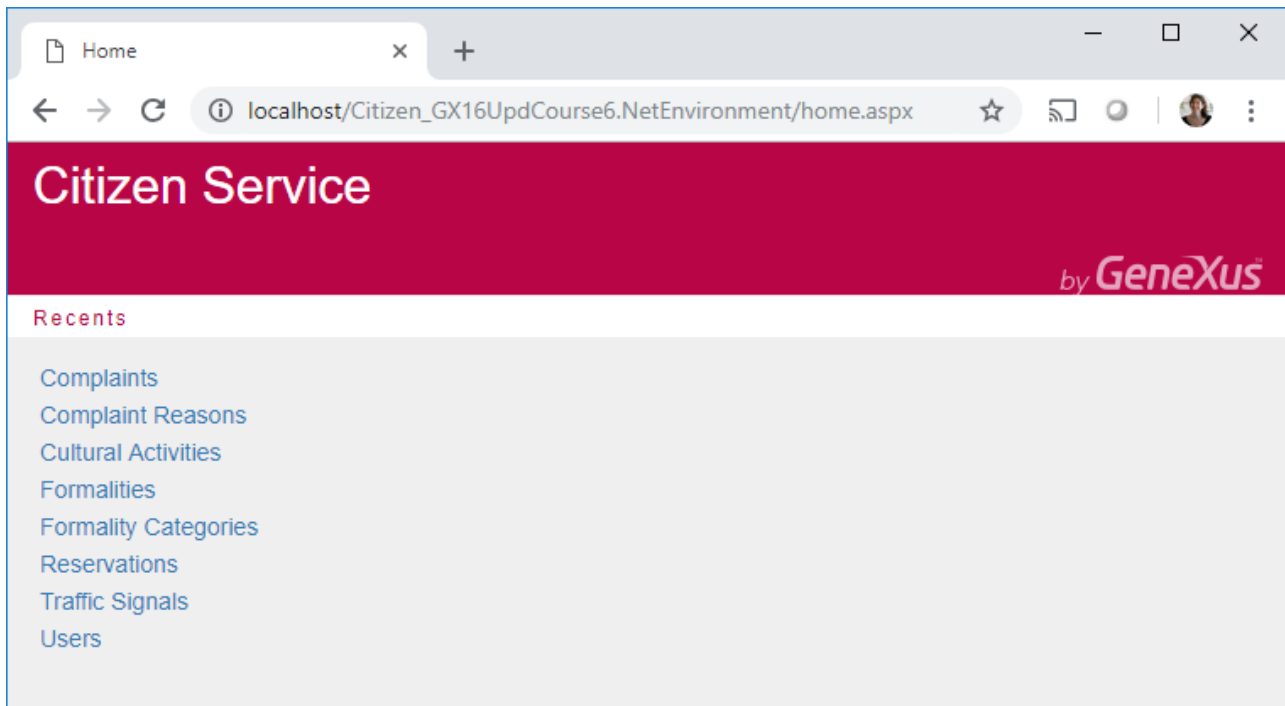 Home
localhost/Citizen_GX16UpdCourse6.NetEnvironment/home.aspx
Citizen Service
by GeneXus™
Recents
Complaints
Complaint Reasons
Cultural Activities
Formalities
Formality Categories
Reservations
Traffic Signals
Users